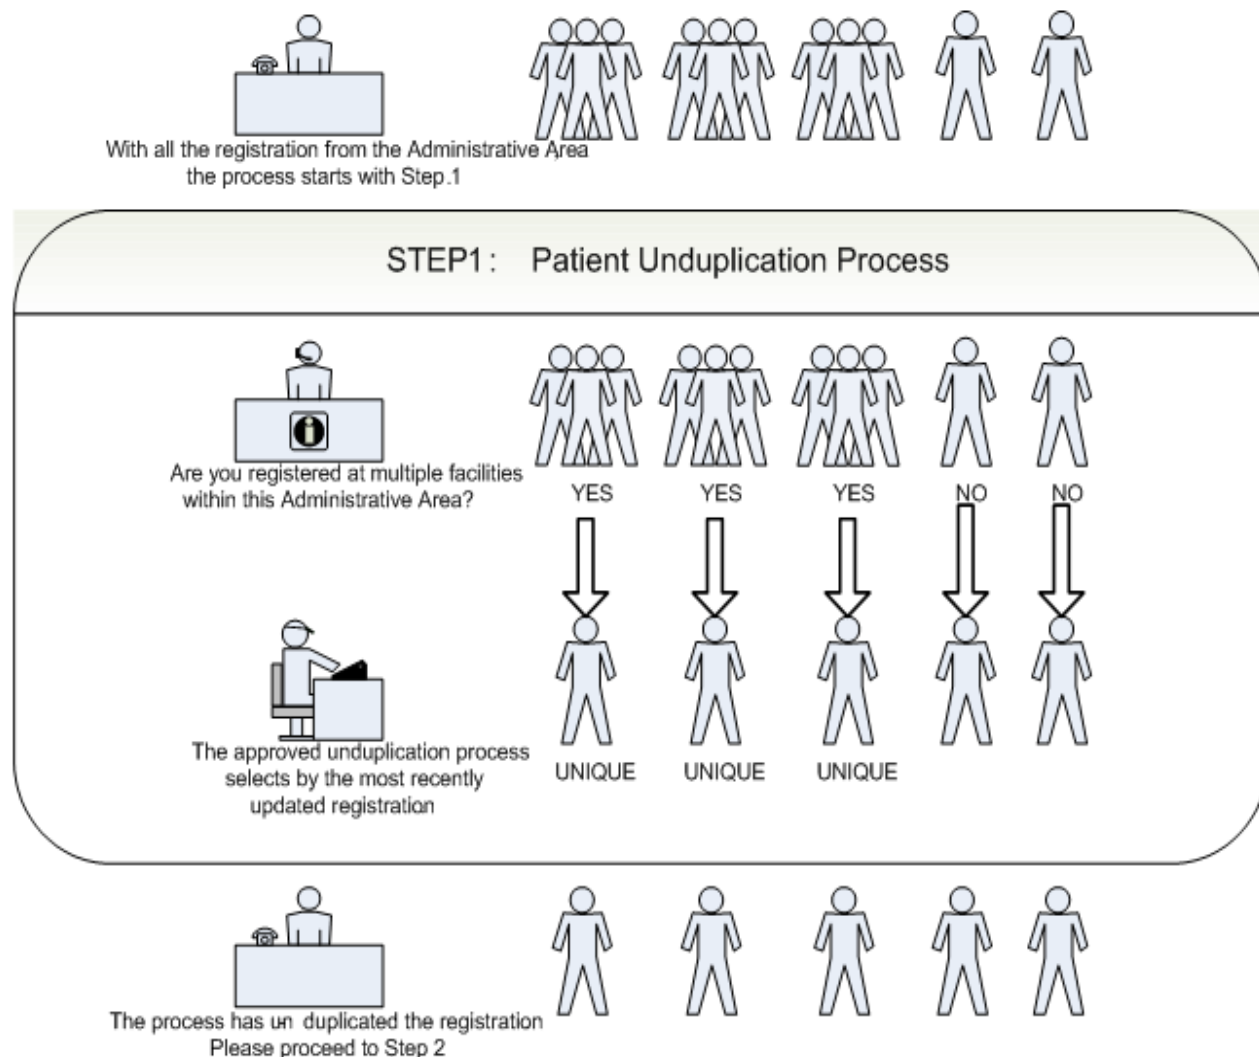 With all the registration from the Administrative Area,
the process starts with Step.1
STEP1: Patient Unduplication Process
Are you registered at multiple facilities
within this Administrative Area?
YES YES YES NO NO
The approved unduplication process
selects by the most recently
updated registration.
UNIQUE UNIQUE UNIQUE
The process has un duplicated the registration
Please proceed to Step 2